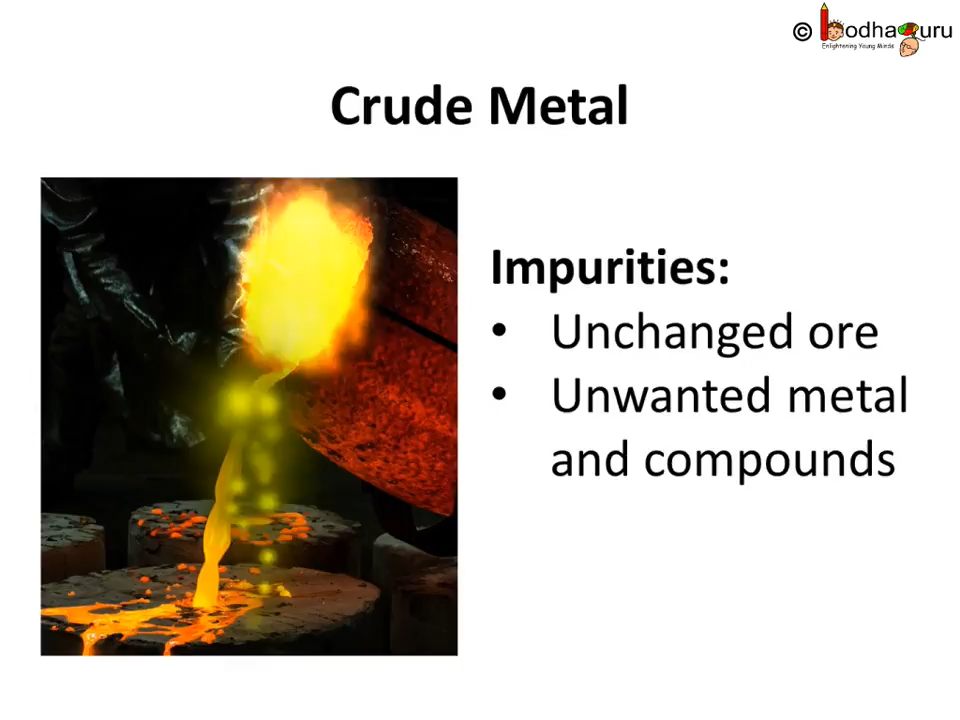 © BodhaGuru
Enlightening Young Minds
Crude Metal
Impurities:
• Unchanged ore
• Unwanted metal
and compounds